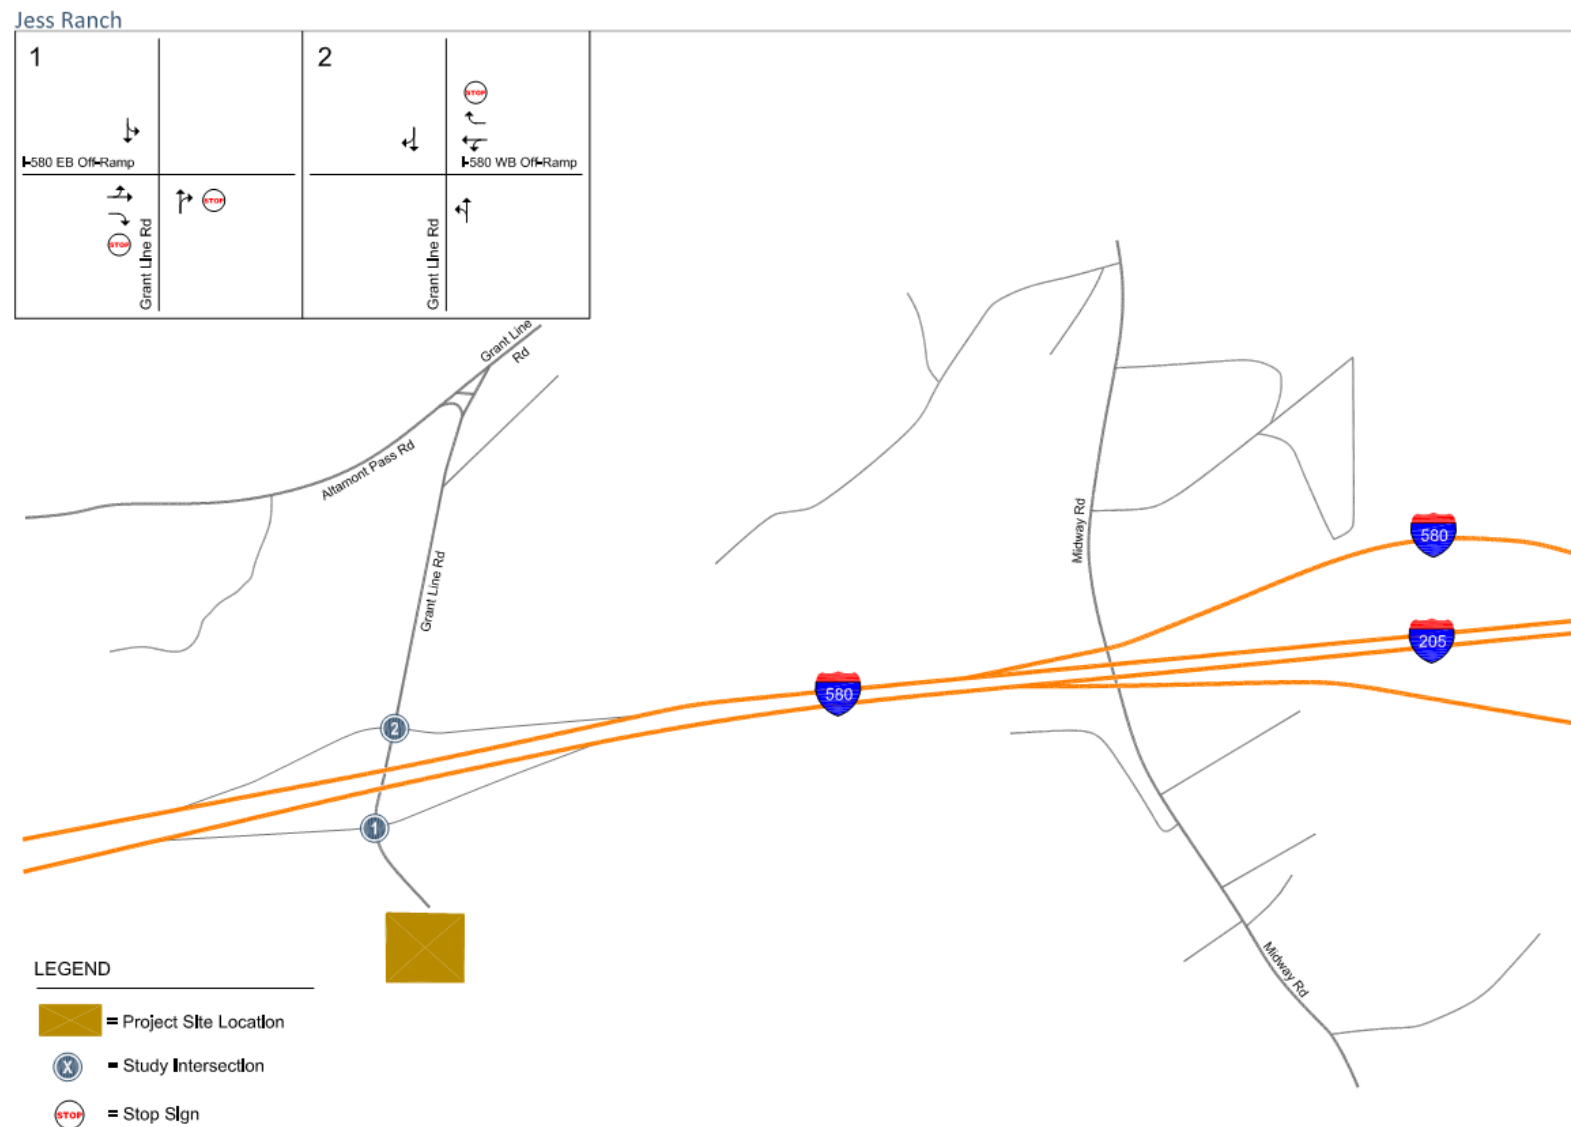 Jess Ranch
1
2
STOP
I-580 EB Off-Ramp
I-580 WB Off-Ramp
STOP
STOP
Grant Line Rd
Grant Line Rd
Grant Line
Rd
Altamont Pass Rd
Midway Rd
580
Grant Line Rd
205
580
2
1
LEGEND
Midway Rd
= Project Site Location
X
= Study Intersection
STOP
= Stop Sign